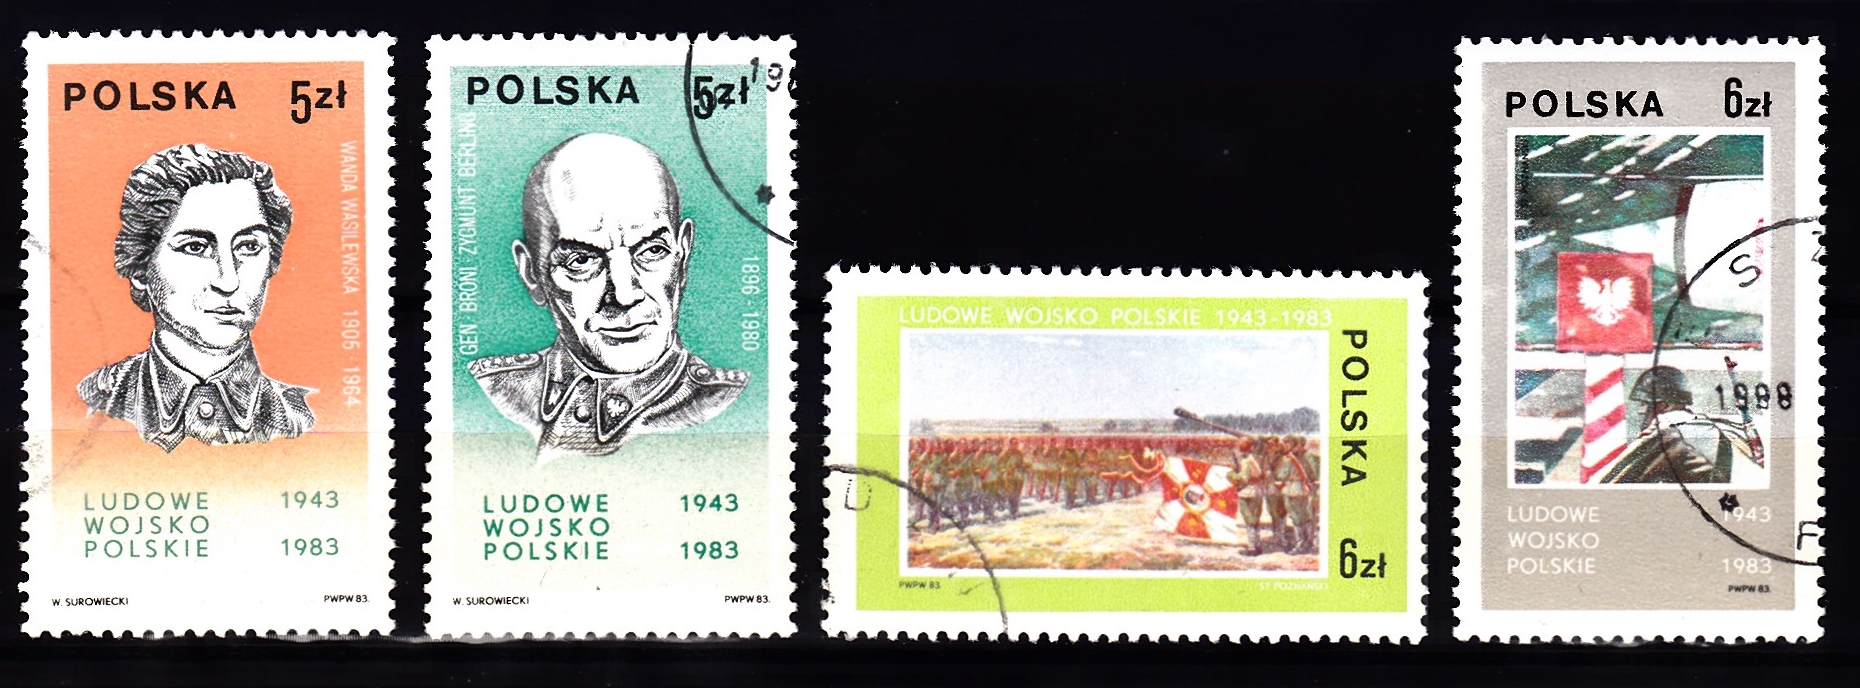 POLSKA 5zł
WANDA WASILEWSKA 1905·1964
LUDOWE 1943
WOJSKO
POLSKIE 1983
W. SUROWIECKI PWPW 83.
POLSKA 5zł
GEN BRONI ZYGMUNT BERLING
1896·1980
LUDOWE 1943
WOJSKO
POLSKIE 1983
W. SUROWIECKI PWPW 83.
LUDOWE WOJSKO POLSKIE 1943-1983
POLSKA
6zł
PWPW 83. ST. POZNAŃSKI
D
POLSKA 6zł
S
1988
LUDOWE 1943
WOJSKO
POLSKIE 1983
F
PWPW 83.